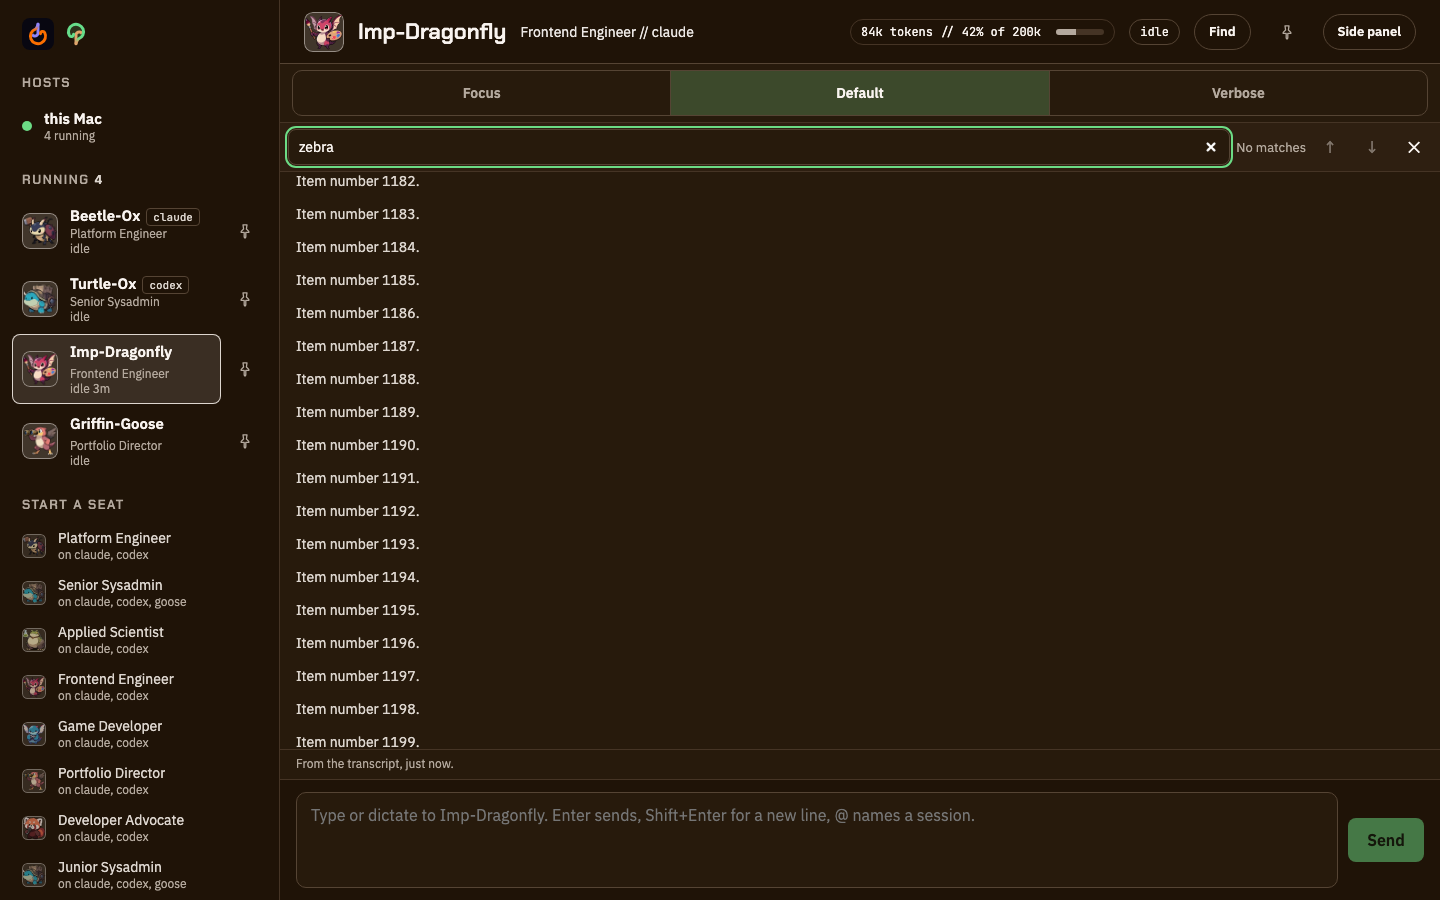 HOSTS
this Mac
4 running
RUNNING 4
Beetle-Ox claude
Platform Engineer
idle
Turtle-Ox codex
Senior Sysadmin
idle
Imp-Dragonfly
Frontend Engineer
idle 3m
Griffin-Goose
Portfolio Director
idle
START A SEAT
Platform Engineer
on claude, codex
Senior Sysadmin
on claude, codex, goose
Applied Scientist
on claude, codex
Frontend Engineer
on claude, codex
Game Developer
on claude, codex
Portfolio Director
on claude, codex
Developer Advocate
on claude, codex
Junior Sysadmin
on claude, codex, goose
Imp-Dragonfly Frontend Engineer // claude 84k tokens // 42% of 200k idle Find Side panel
Focus Default Verbose
zebra No matches
Item number 1182.
Item number 1183.
Item number 1184.
Item number 1185.
Item number 1186.
Item number 1187.
Item number 1188.
Item number 1189.
Item number 1190.
Item number 1191.
Item number 1192.
Item number 1193.
Item number 1194.
Item number 1195.
Item number 1196.
Item number 1197.
Item number 1198.
Item number 1199.
From the transcript, just now.
Type or dictate to Imp-Dragonfly. Enter sends, Shift+Enter for a new line, @ names a session.
Send